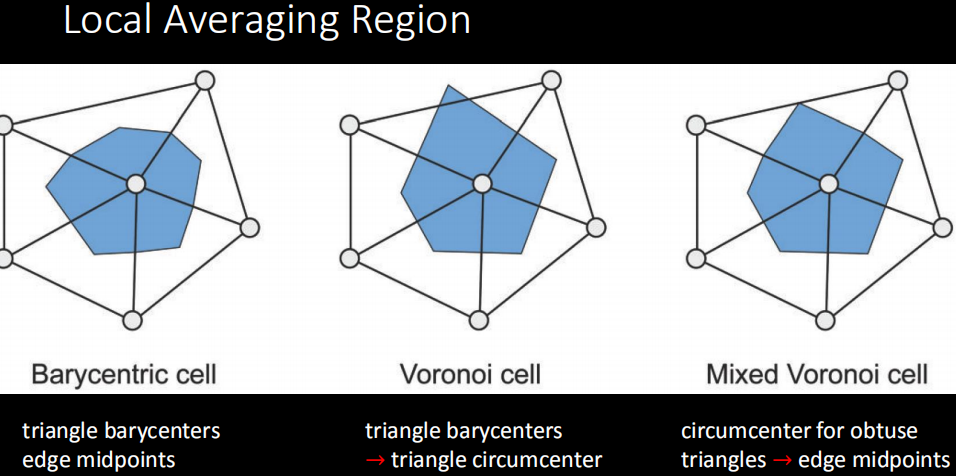 Local Averaging Region
Barycentric cell
Voronoi cell
Mixed Voronoi cell
triangle barycenters
edge midpoints
triangle barycenters
→ triangle circumcenter
circumcenter for obtuse
triangles → edge midpoints